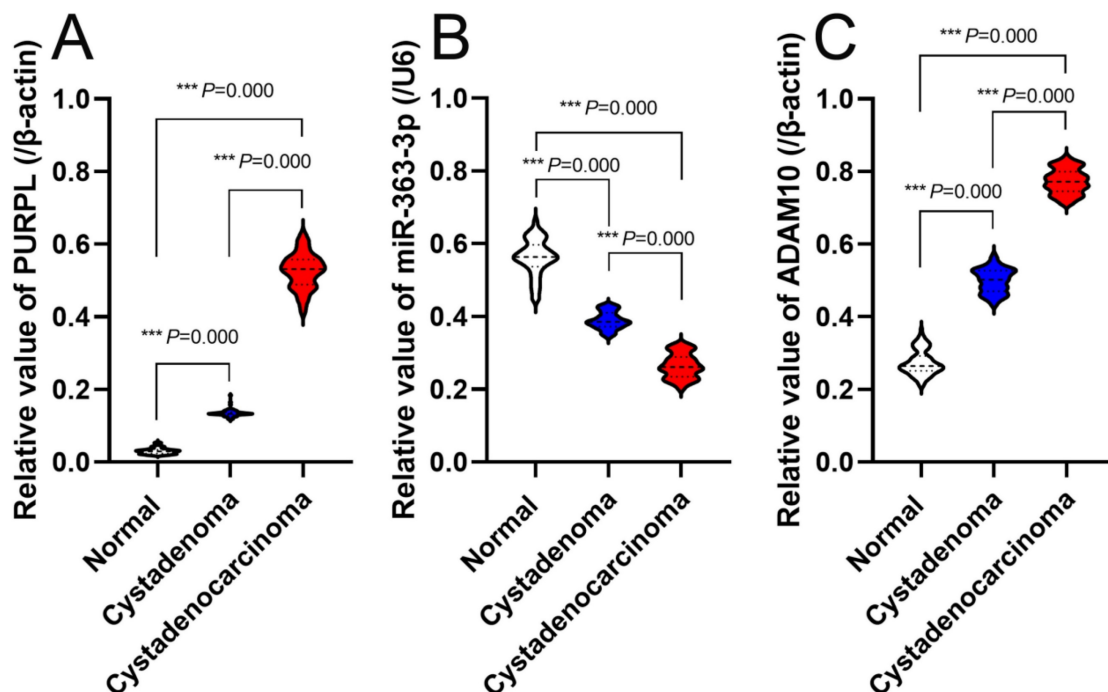 A
Relative value of PURPL (/β-actin)
1.0
0.8
0.6
0.4
0.2
0.0
*** P=0.000
*** P=0.000
*** P=0.000
Normal
Cystadenoma
Cystadenocarcinoma
B
Relative value of miR-363-3p (/U6)
1.0
0.8
0.6
0.4
0.2
0.0
*** P=0.000
*** P=0.000
*** P=0.000
Normal
Cystadenoma
Cystadenocarcinoma
C
Relative value of ADAM10 (/β-actin)
1.0
0.8
0.6
0.4
0.2
0.0
*** P=0.000
*** P=0.000
*** P=0.000
Normal
Cystadenoma
Cystadenocarcinoma